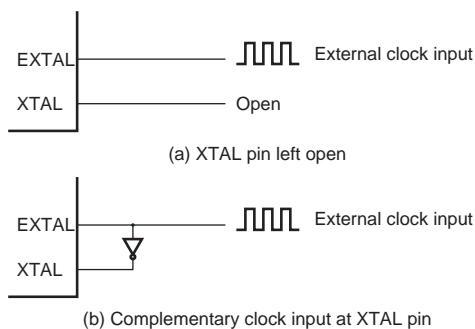 EXTAL External clock input
XTAL Open
(a) XTAL pin left open
EXTAL External clock input
XTAL
(b) Complementary clock input at XTAL pin